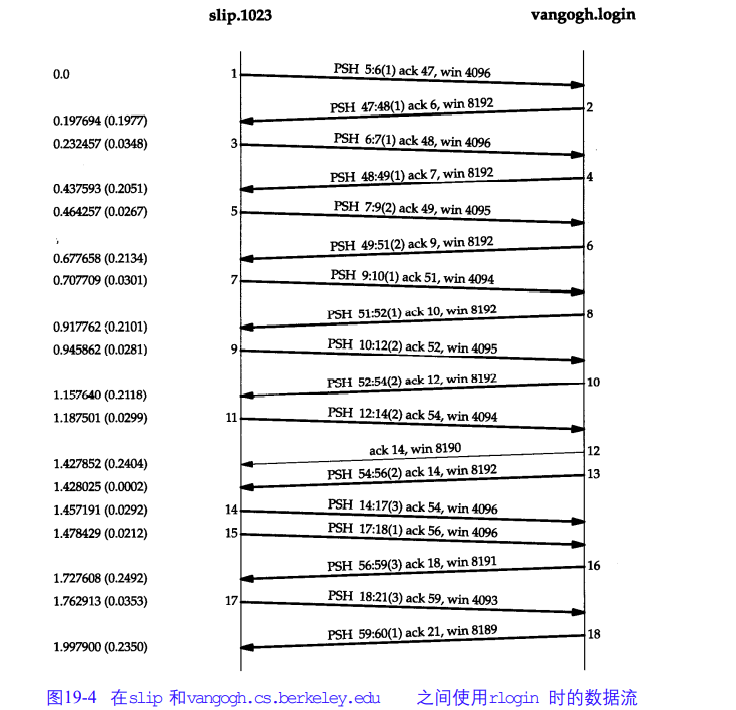 slip.1023 vangogh.login
0.0 1 PSH 5:6(1) ack 47, win 4096
0.197694 (0.1977) PSH 47:48(1) ack 6, win 8192 2
0.232457 (0.0348) 3 PSH 6:7(1) ack 48, win 4096
0.437593 (0.2051) PSH 48:49(1) ack 7, win 8192 4
0.464257 (0.0267) 5 PSH 7:9(2) ack 49, win 4095
0.677658 (0.2134) PSH 49:51(2) ack 9, win 8192 6
0.707709 (0.0301) 7 PSH 9:10(1) ack 51, win 4094
0.917762 (0.2101) PSH 51:52(1) ack 10, win 8192 8
0.945862 (0.0281) 9 PSH 10:12(2) ack 52, win 4095
1.157640 (0.2118) PSH 52:54(2) ack 12, win 8192 10
1.187501 (0.0299) 11 PSH 12:14(2) ack 54, win 4094
1.427852 (0.2404) ack 14, win 8190 12
1.428025 (0.0002) PSH 54:56(2) ack 14, win 8192 13
1.457191 (0.0292) 14 PSH 14:17(3) ack 54, win 4096
1.478429 (0.0212) 15 PSH 17:18(1) ack 56, win 4096
1.727608 (0.2492) PSH 56:59(3) ack 18, win 8191 16
1.762913 (0.0353) 17 PSH 18:21(3) ack 59, win 4093
1.997900 (0.2350) PSH 59:60(1) ack 21, win 8189 18
图19-4 在slip 和vangogh.cs.berkeley.edu 之间使用rlogin 时的数据流